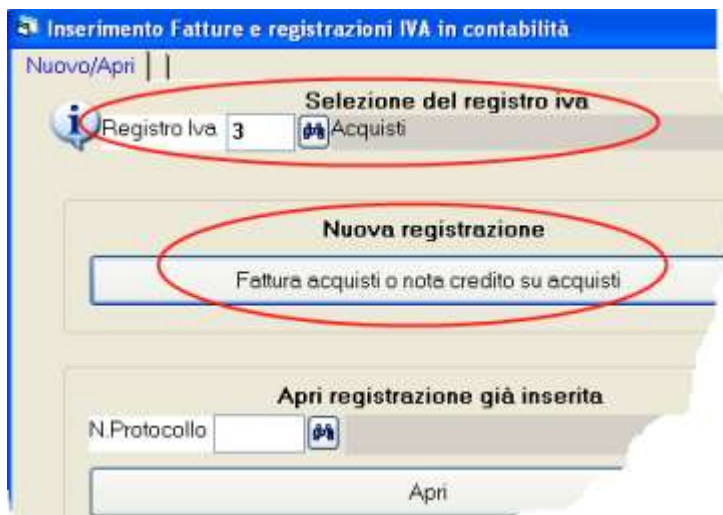 Inserimento Fatture e registrazioni IVA in contabilità
Nuovo/Apri
Selezione del registro iva
Registro Iva 3 Acquisti
Nuova registrazione
Fattura acquisti o nota credito su acquisti
Apri registrazione già inserita
N.Protocollo
Apri